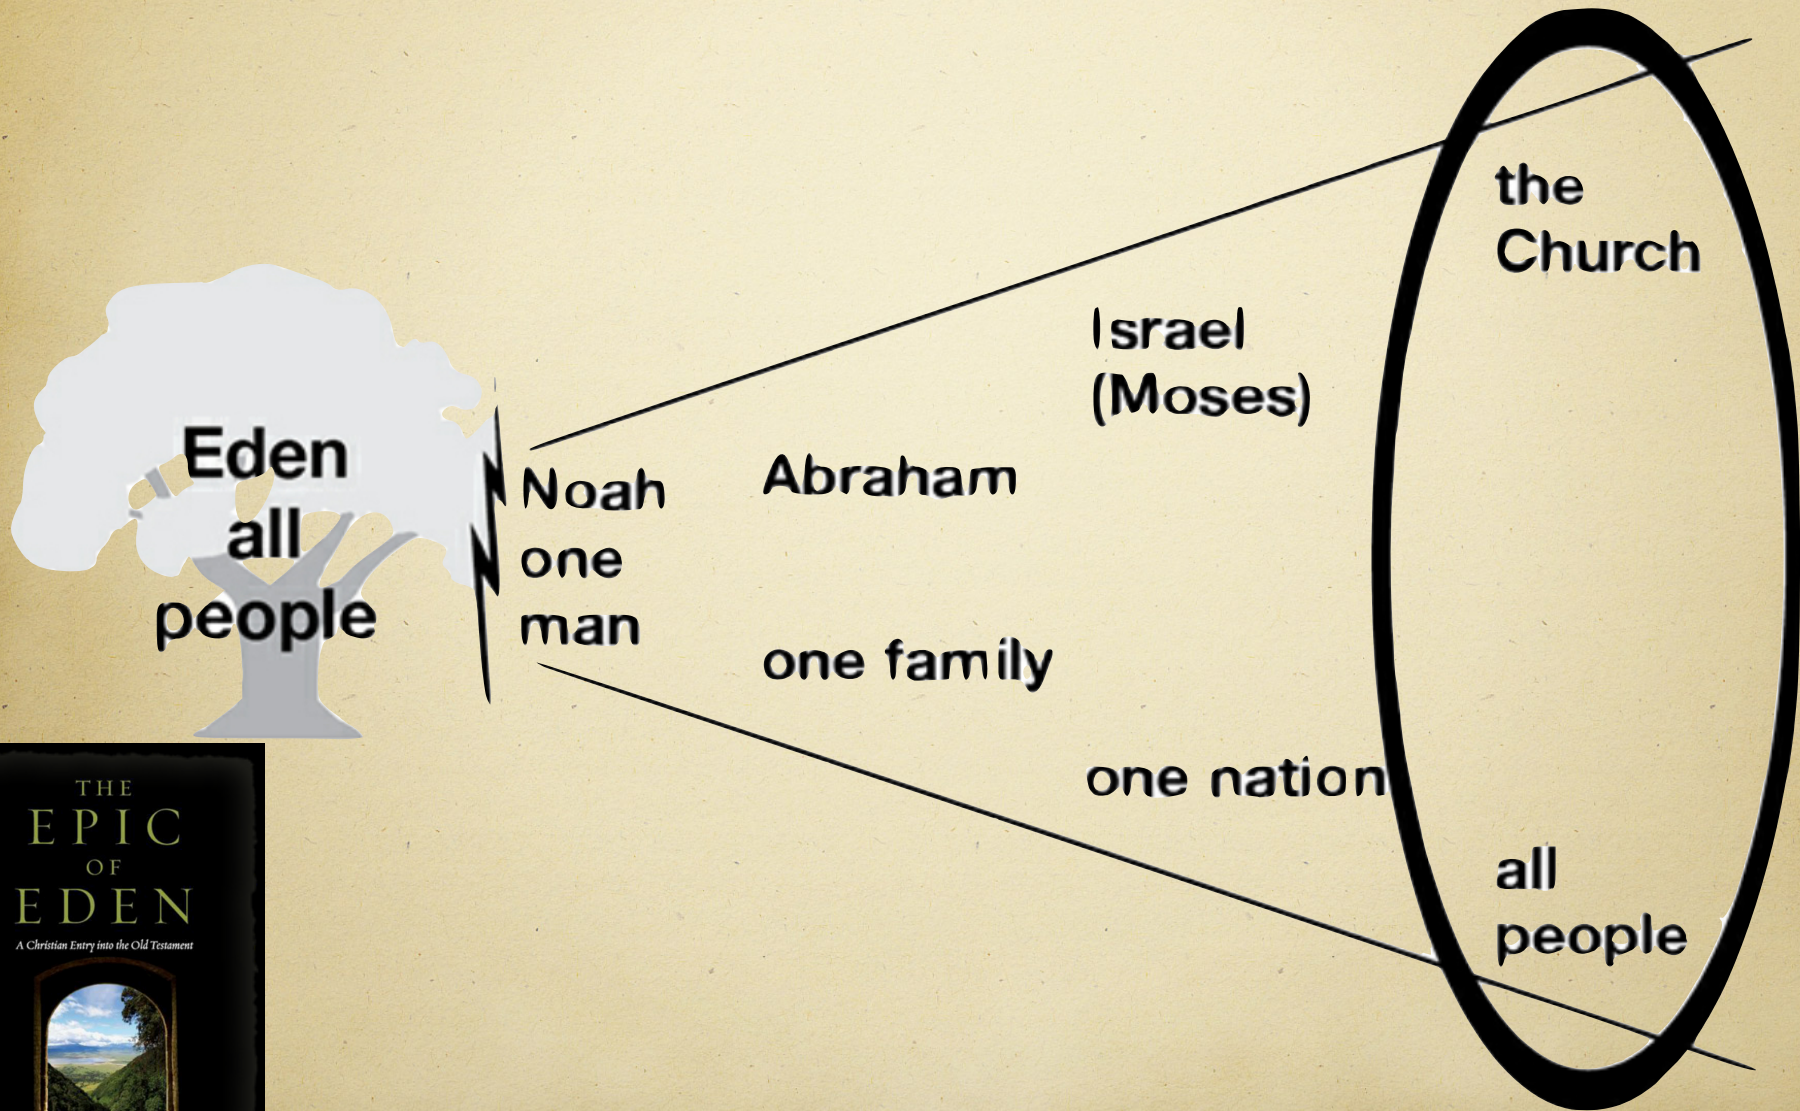 Eden
all
people
Noah
one
man
Abraham
one family
Israel
(Moses)
one nation
the
Church
all
people
THE
EPIC
OF
EDEN
A Christian Entry into the Old Testament